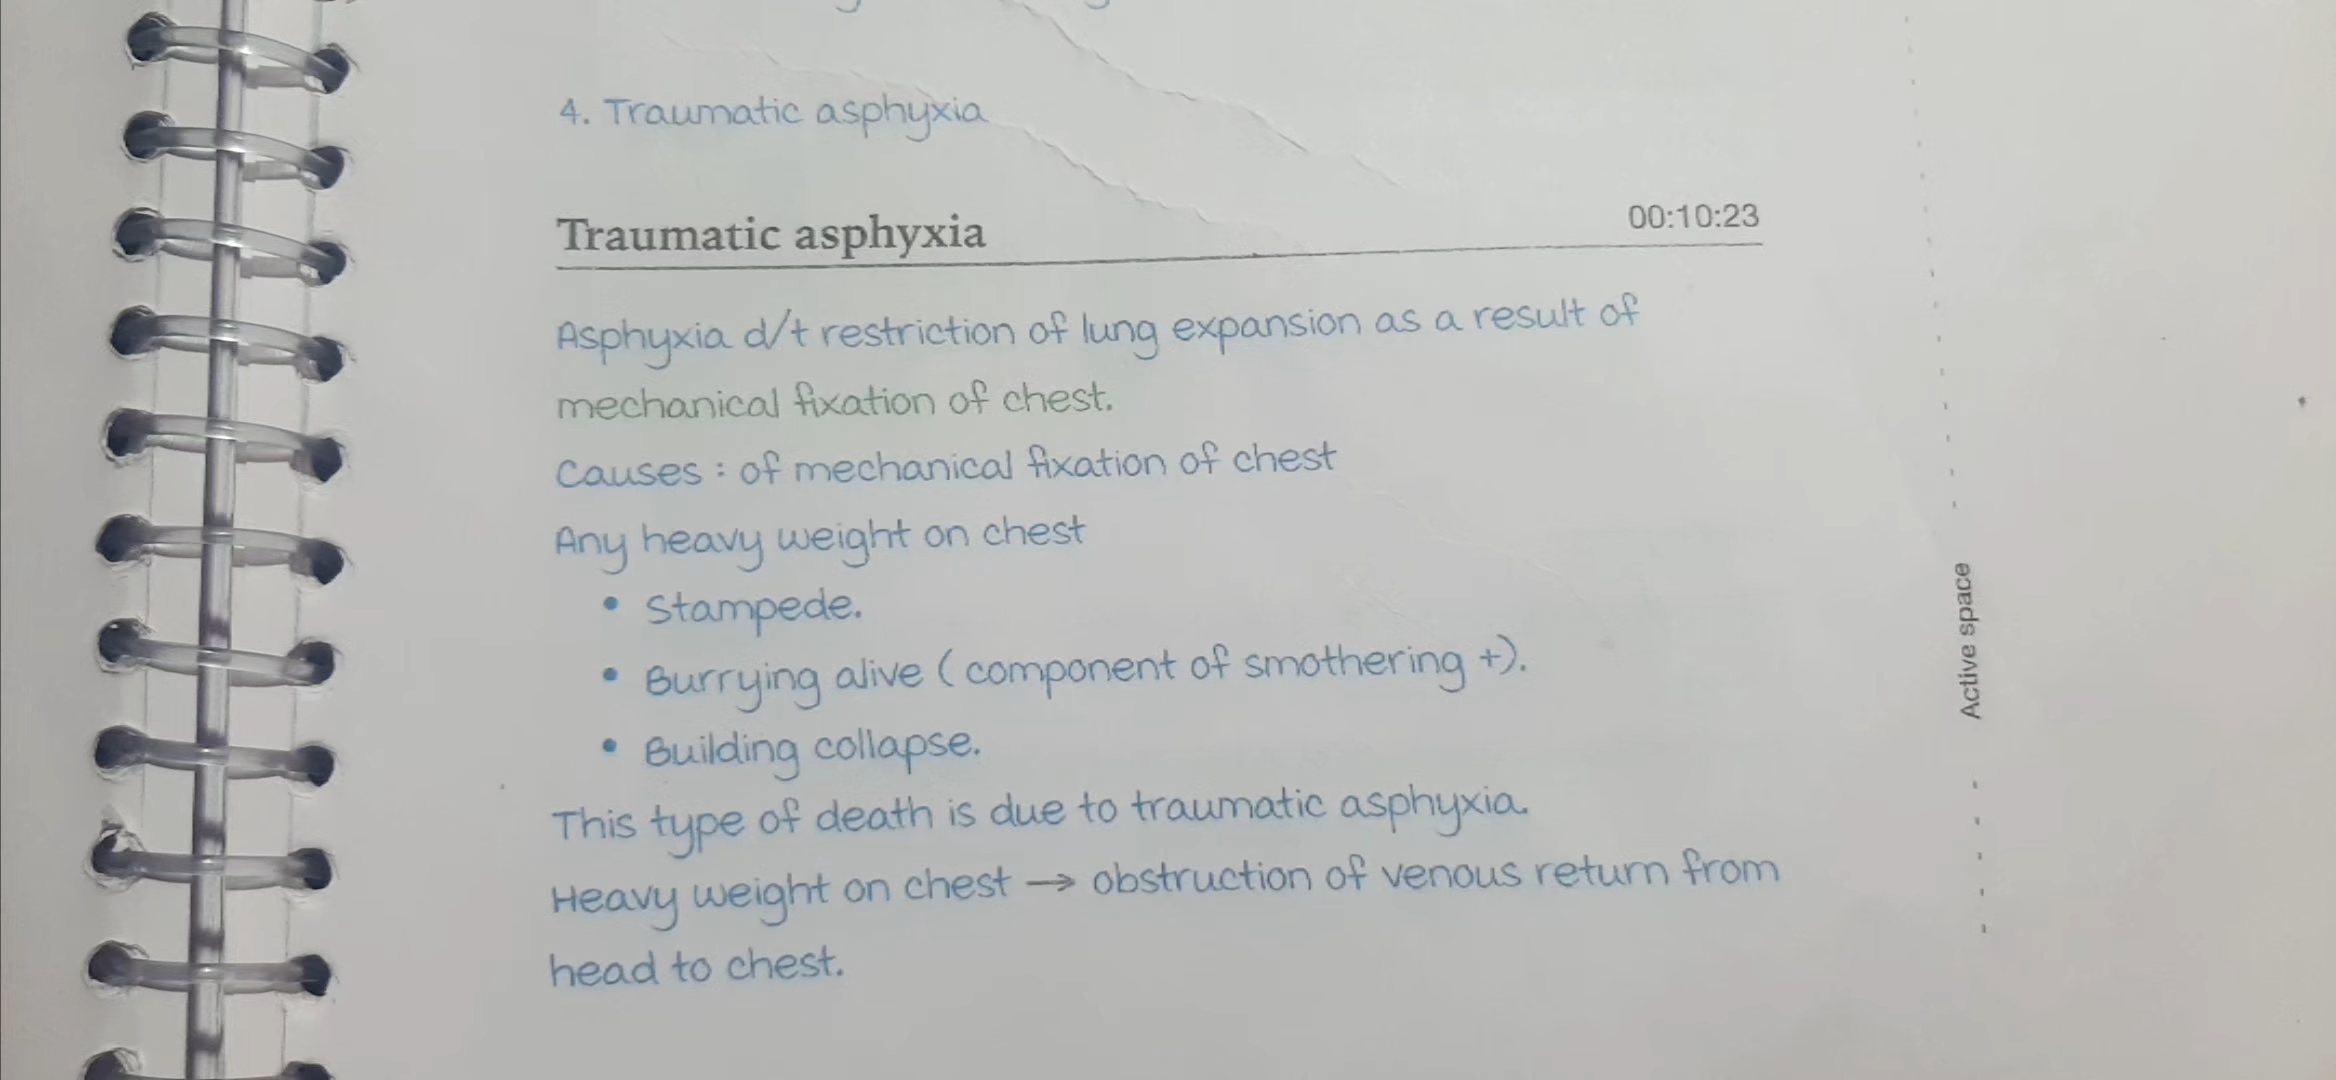 4. Traumatic asphyxia
Traumatic asphyxia 00:10:23
Asphyxia d/t restriction of lung expansion as a result of
mechanical fixation of chest.
Causes : of mechanical fixation of chest
Any heavy weight on chest
• Stampede.
• Burrying alive ( component of smothering +).
• Building collapse.
This type of death is due to traumatic asphyxia.
Heavy weight on chest → obstruction of venous return from
head to chest.
Active space